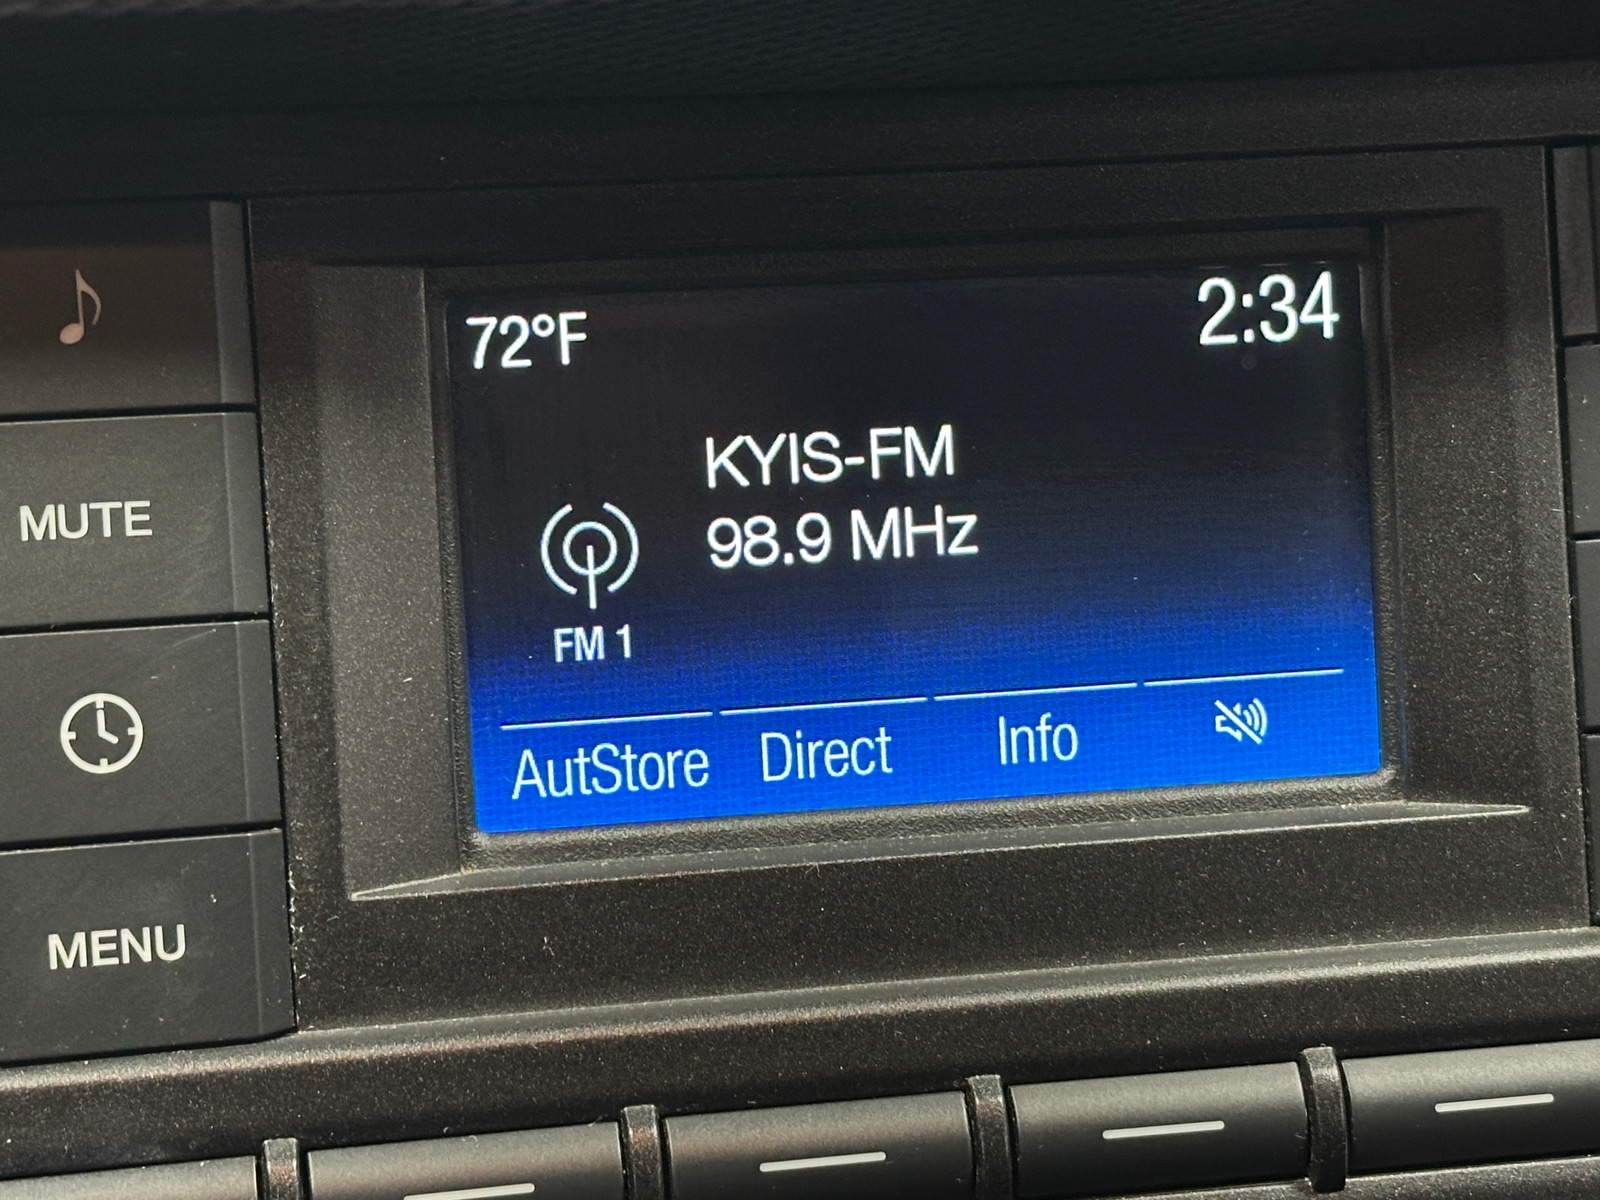 72°F
2:34
KYIS-FM
98.9 MHz
FM 1
AutStore
Direct
Info
MUTE
MENU